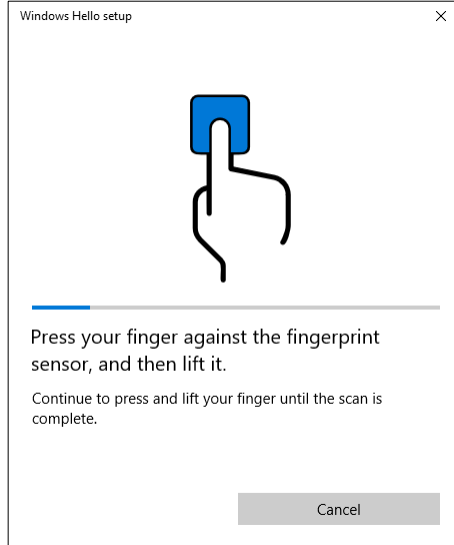 Windows Hello setup
Press your finger against the fingerprint
sensor, and then lift it.
Continue to press and lift your finger until the scan is
complete.
Cancel